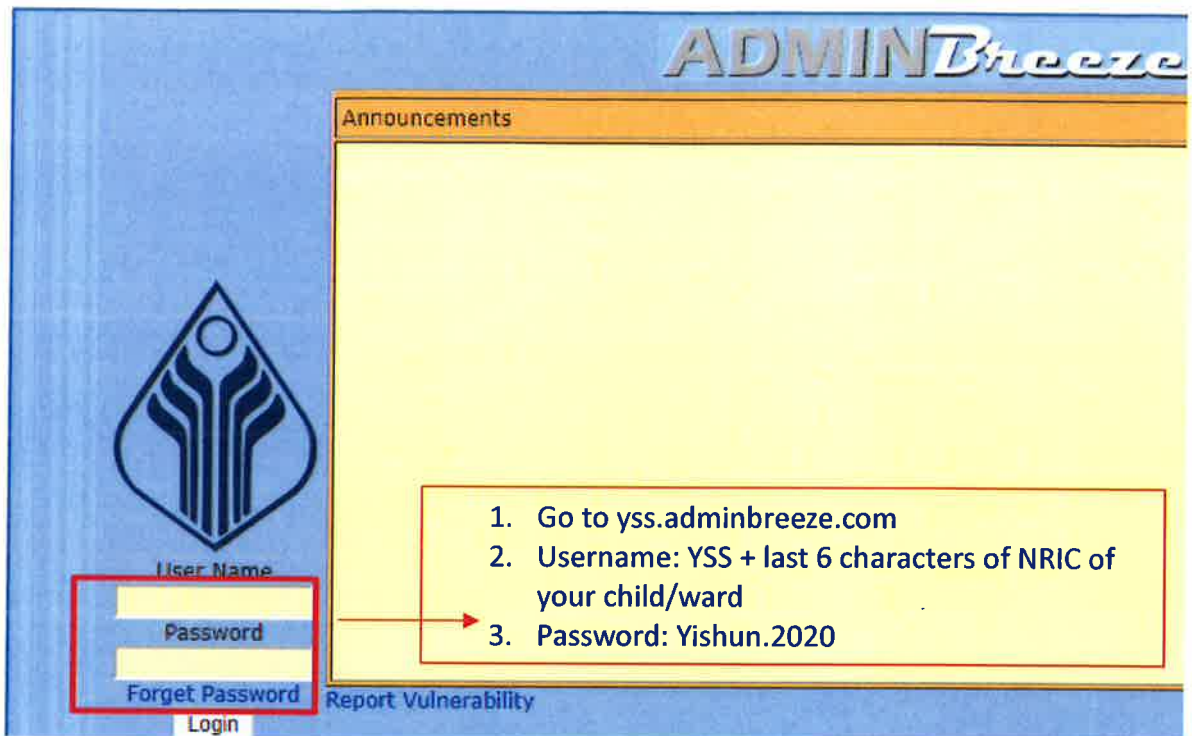 ADMINBreeze
Announcements
1. Go to yss.adminbreeze.com
2. Username: YSS + last 6 characters of NRIC of
your child/ward
3. Password: Yishun.2020
User Name
Password
Forget Password
Login
Report Vulnerability